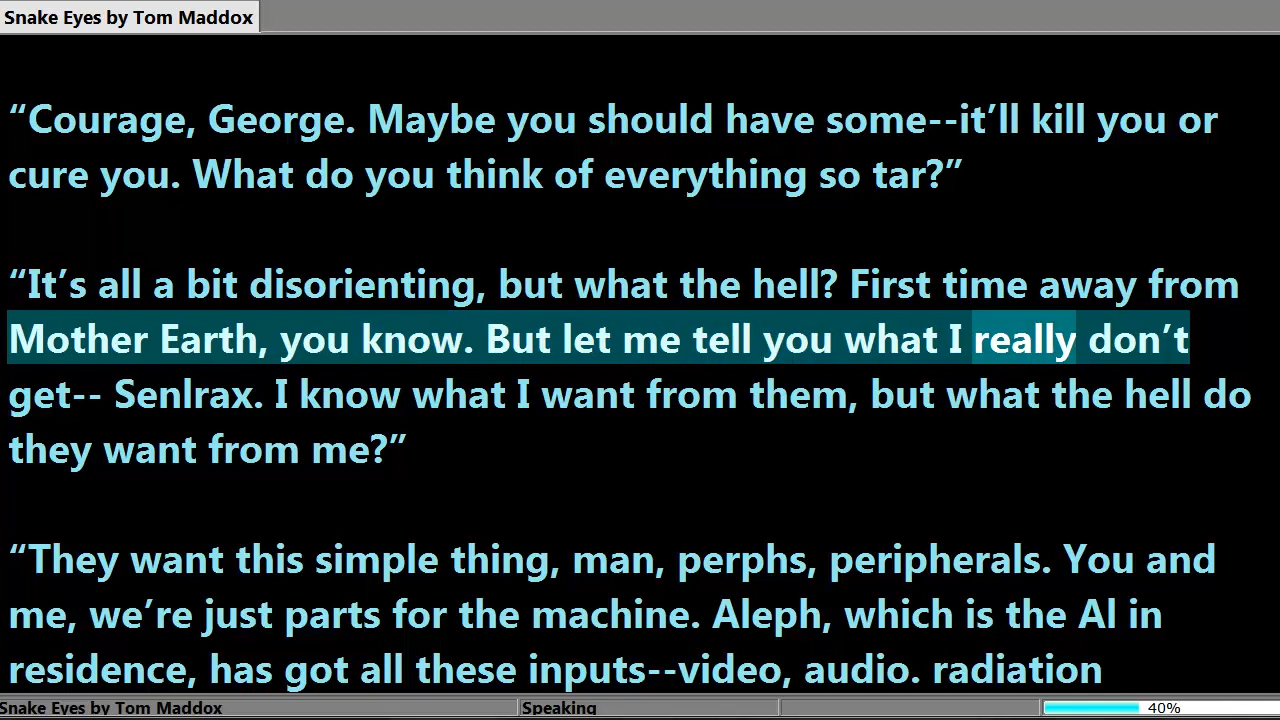 Snake Eyes by Tom Maddox
“Courage, George. Maybe you should have some--it’ll kill you or
cure you. What do you think of everything so tar?”
“It’s all a bit disorienting, but what the hell? First time away from
Mother Earth, you know. But let me tell you what I really don’t
get-- Senlrax. I know what I want from them, but what the hell do
they want from me?”
“They want this simple thing, man, perphs, peripherals. You and
me, we’re just parts for the machine. Aleph, which is the Al in
residence, has got all these inputs--video, audio. radiation
Snake Eyes by Tom Maddox
Speaking
40%